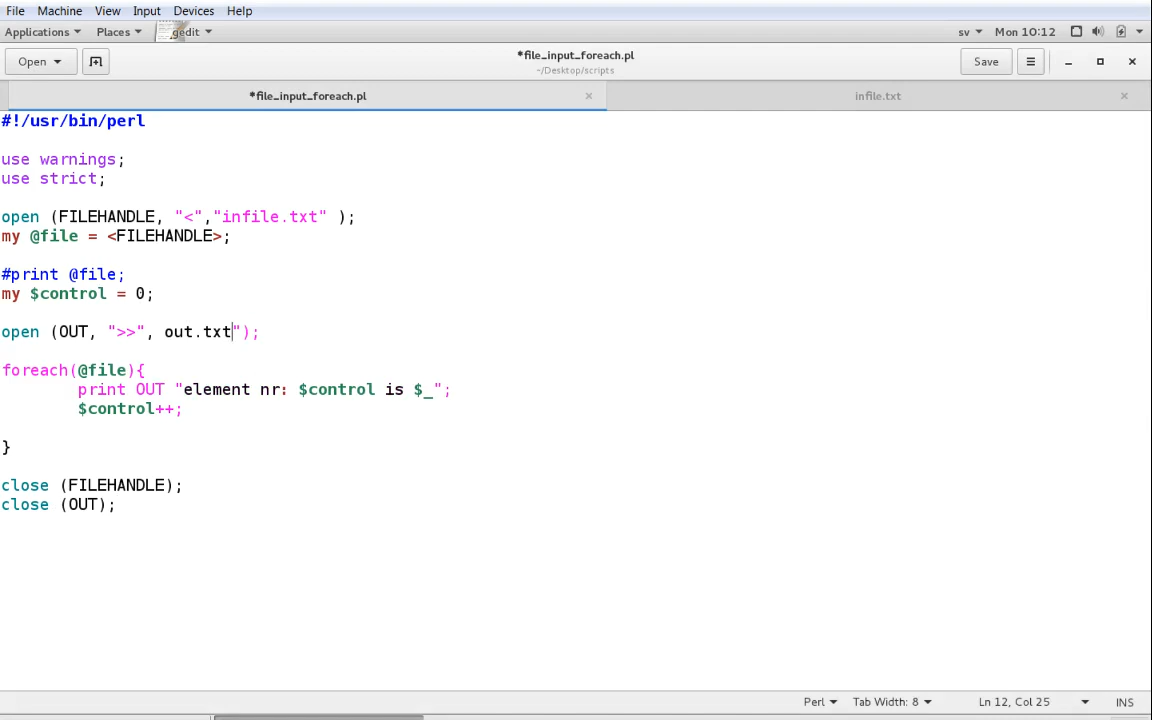 File Machine View Input Devices Help
Applications Places gedit sv Mon 10:12
Open *file_input_foreach.pl Save
~/Desktop/scripts
*file_input_foreach.pl infile.txt
#!/usr/bin/perl
use warnings;
use strict;
open (FILEHANDLE, "<","infile.txt" );
my @file = <FILEHANDLE>;
#print @file;
my $control = 0;
open (OUT, ">>", out.txt");
foreach(@file){
print OUT "element nr: $control is $_";
$control++;
}
close (FILEHANDLE);
close (OUT);
Perl Tab Width: 8 Ln 12, Col 25 INS